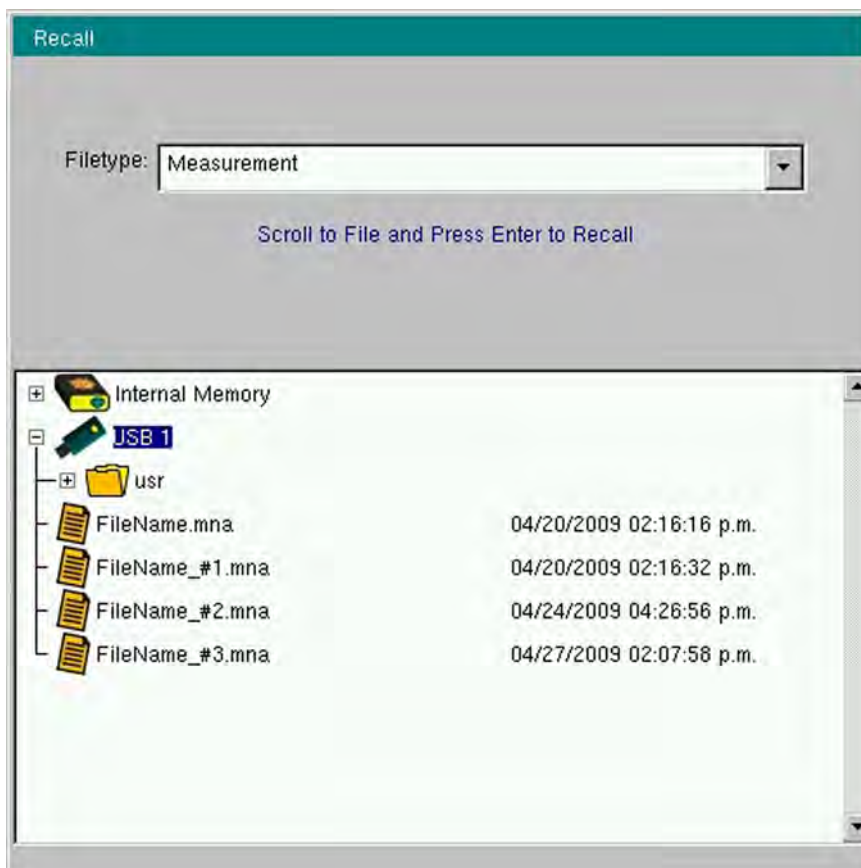 Recall
Filetype: Measurement
Scroll to File and Press Enter to Recall
Internal Memory
USB 1
usr
FileName.mna 04/20/2009 02:16:16 p.m.
FileName_#1.mna 04/20/2009 02:16:32 p.m.
FileName_#2.mna 04/24/2009 04:26:56 p.m.
FileName_#3.mna 04/27/2009 02:07:58 p.m.